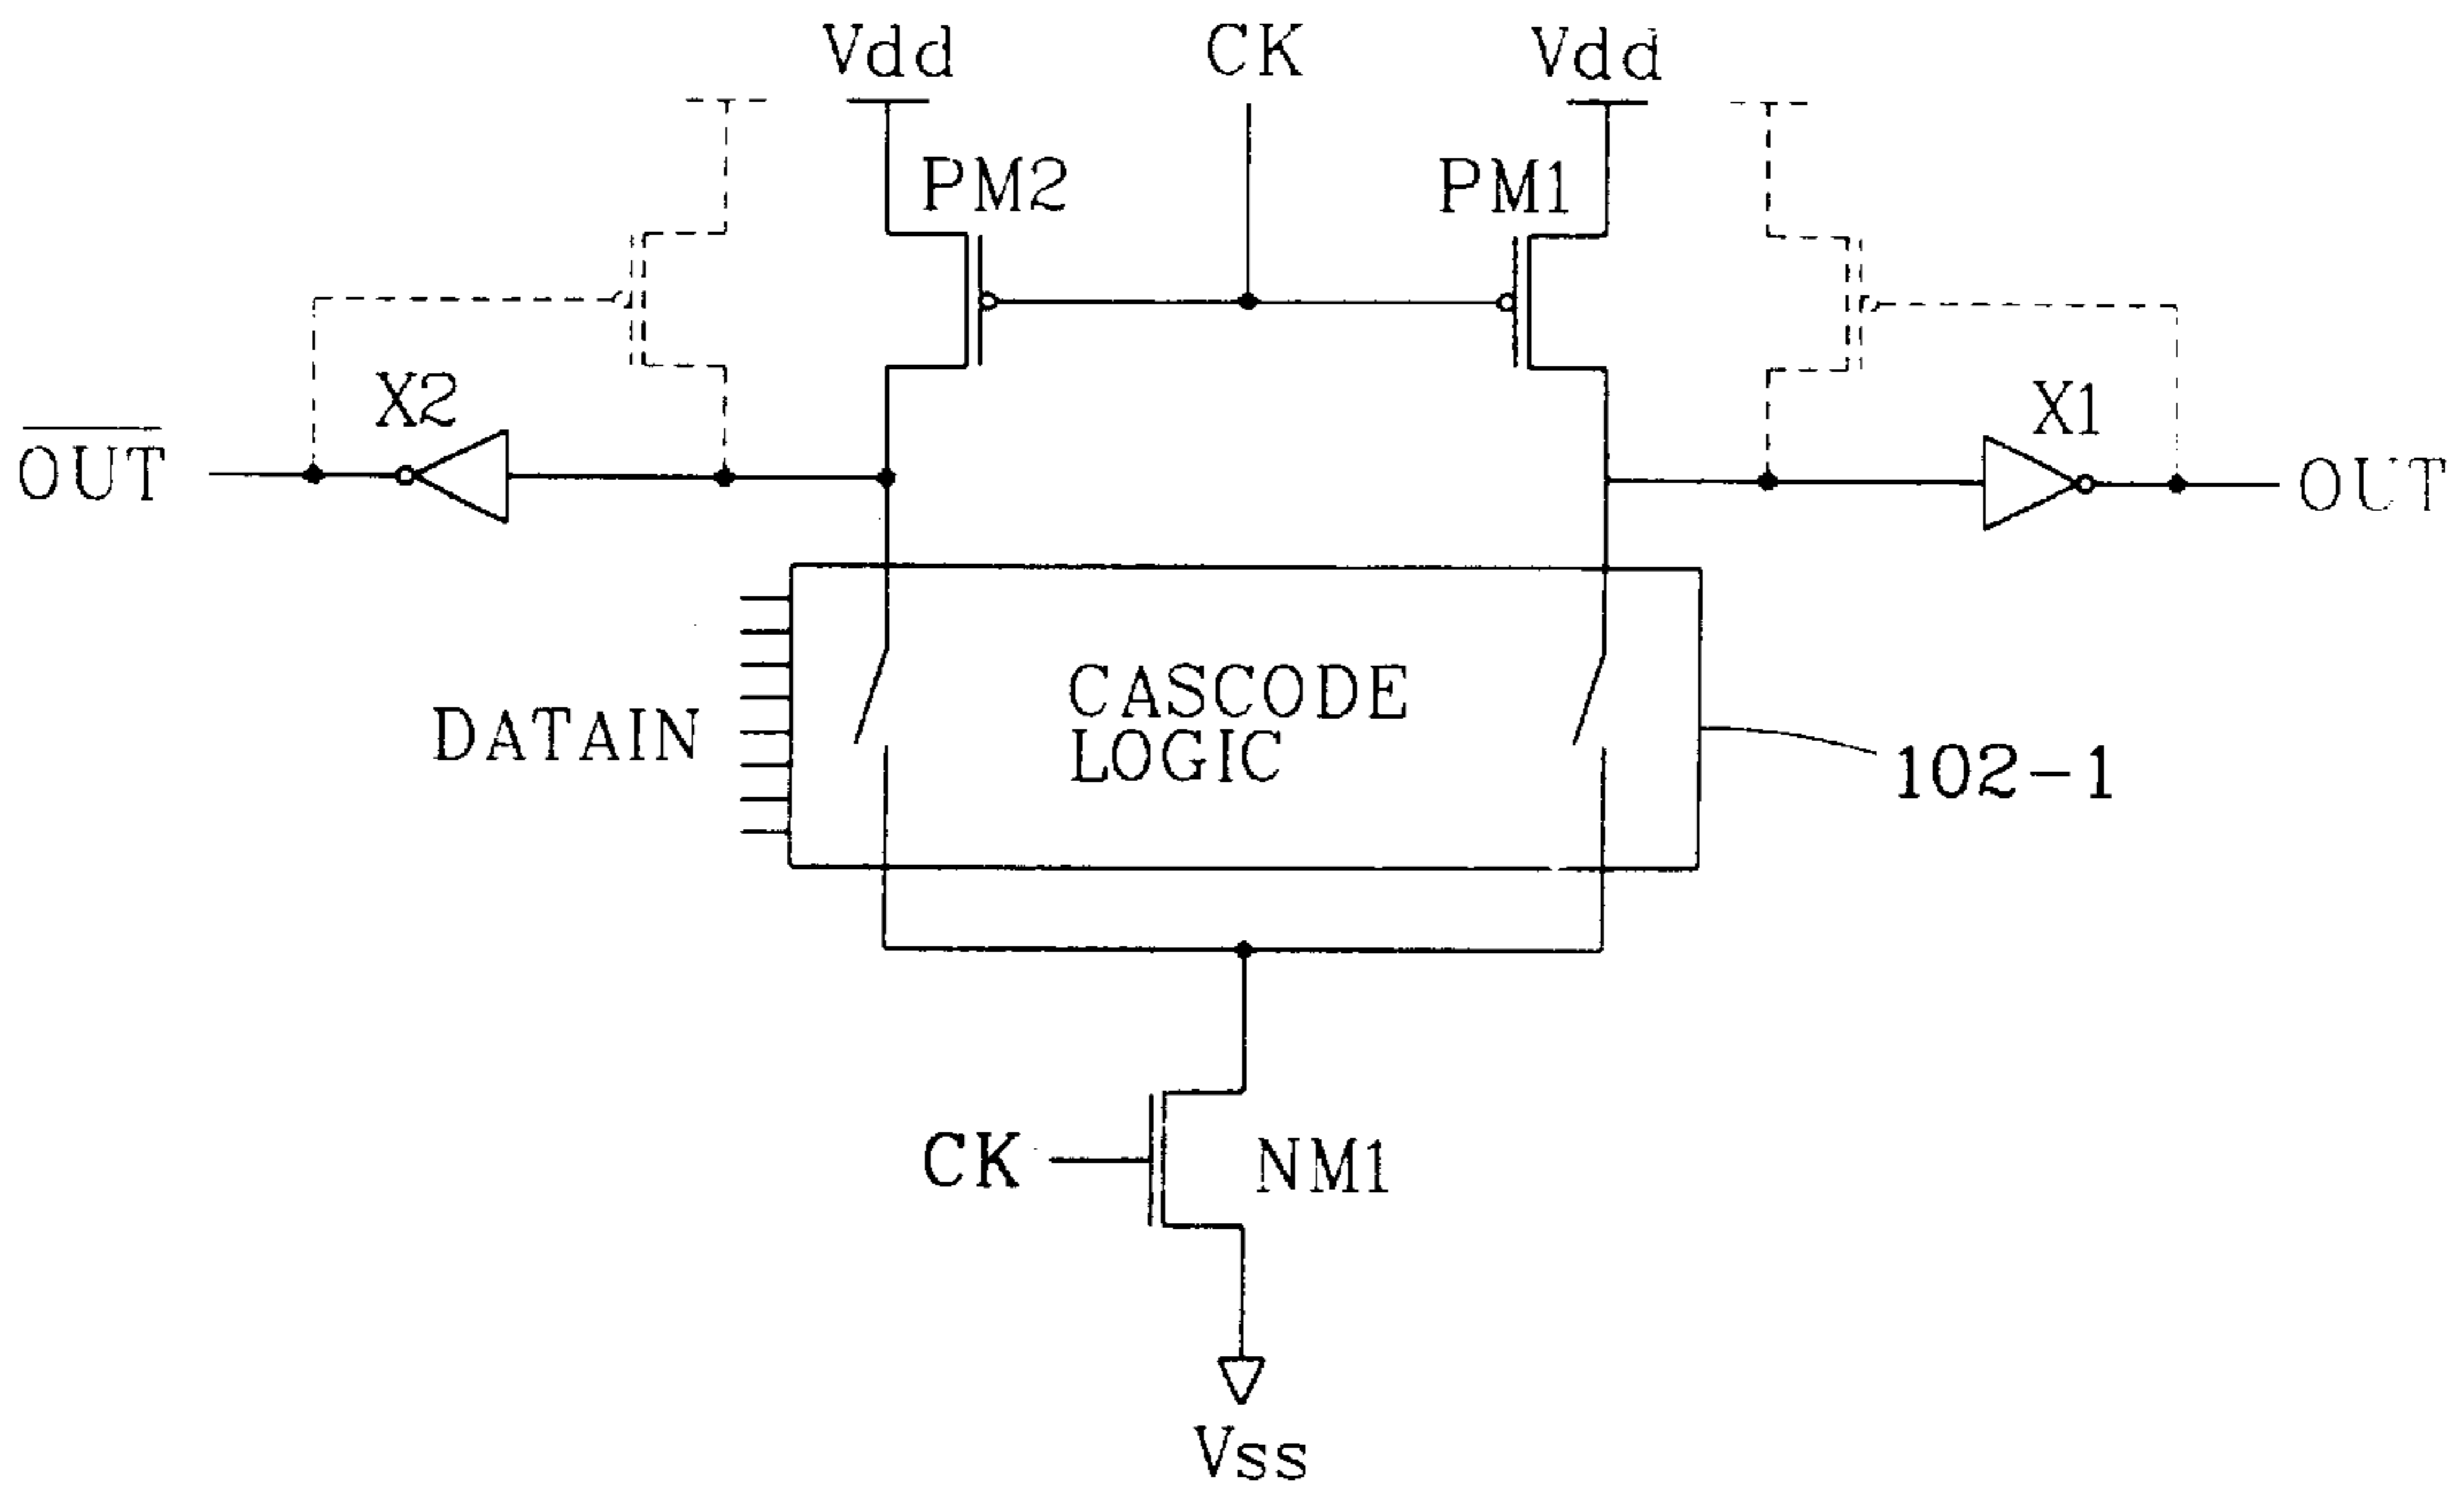 Vdd
CK
Vdd
PM2
PM1
X2
X1
OUT
OUT
DATAIN
CASCODE
LOGIC
102-1
CK
NM1
Vss